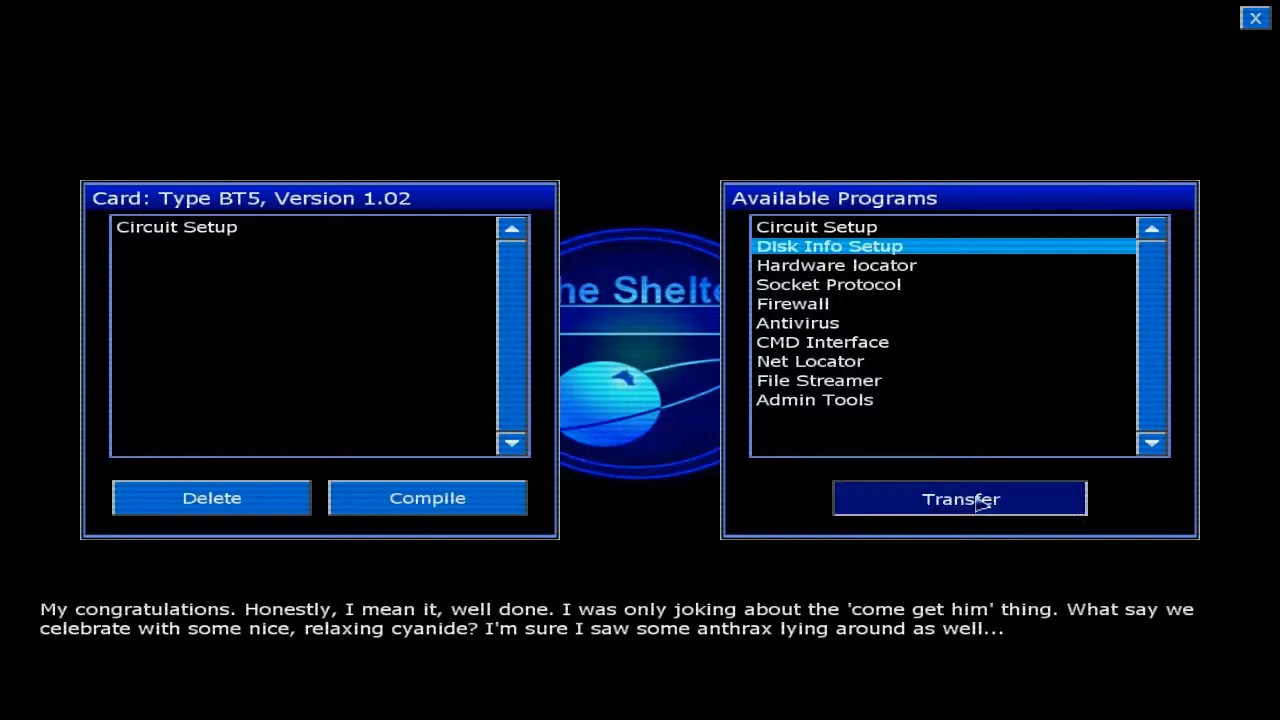 X
Card: Type BT5, Version 1.02
Circuit Setup
Delete
Compile
he Shelte
Available Programs
Circuit Setup
Disk Info Setup
Hardware locator
Socket Protocol
Firewall
Antivirus
CMD Interface
Net Locator
File Streamer
Admin Tools
Transfer
My congratulations. Honestly, I mean it, well done. I was only joking about the 'come get him' thing. What say we
celebrate with some nice, relaxing cyanide? I'm sure I saw some anthrax lying around as well...